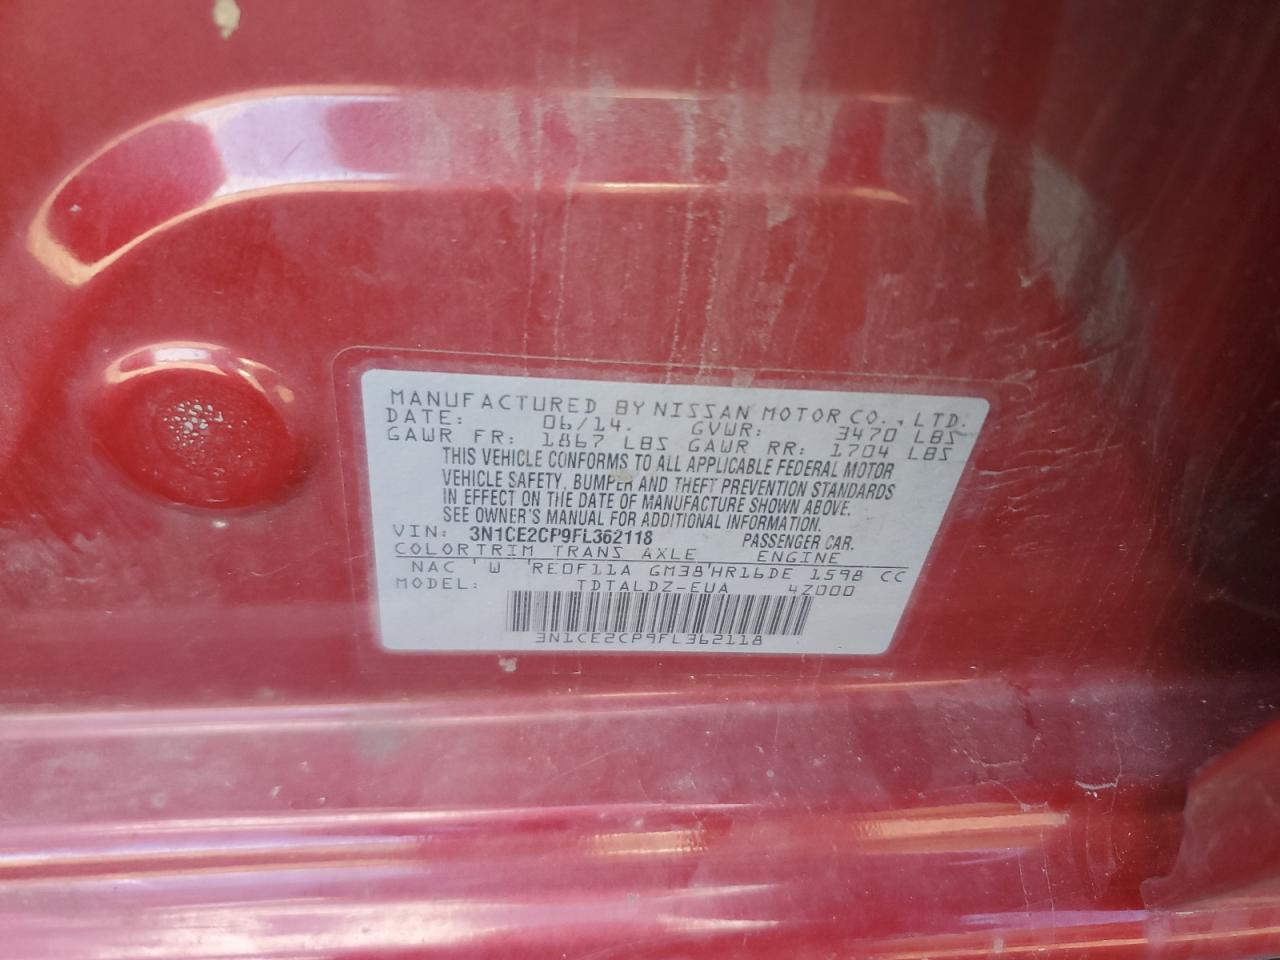 MANUFACTURED BY NISSAN MOTOR CO., LTD.
DATE: 06/14. GVWR: 3470 LBS
GAWR FR: 1867 LBS GAWR RR: 1704 LBS
THIS VEHICLE CONFORMS TO ALL APPLICABLE FEDERAL MOTOR
VEHICLE SAFETY, BUMPER AND THEFT PREVENTION STANDARDS
IN EFFECT ON THE DATE OF MANUFACTURE SHOWN ABOVE.
SEE OWNER'S MANUAL FOR ADDITIONAL INFORMATION.
VIN: 3N1CE2CP9FL362118 PASSENGER CAR.
COLOR TRIM TRANS AXLE ENGINE
NAC ' W 'RE0F11A GM38'HR16DE 1598 CC
MODEL: TDTALDZ-EUA 4Z000
3N1CE2CP9FL362118